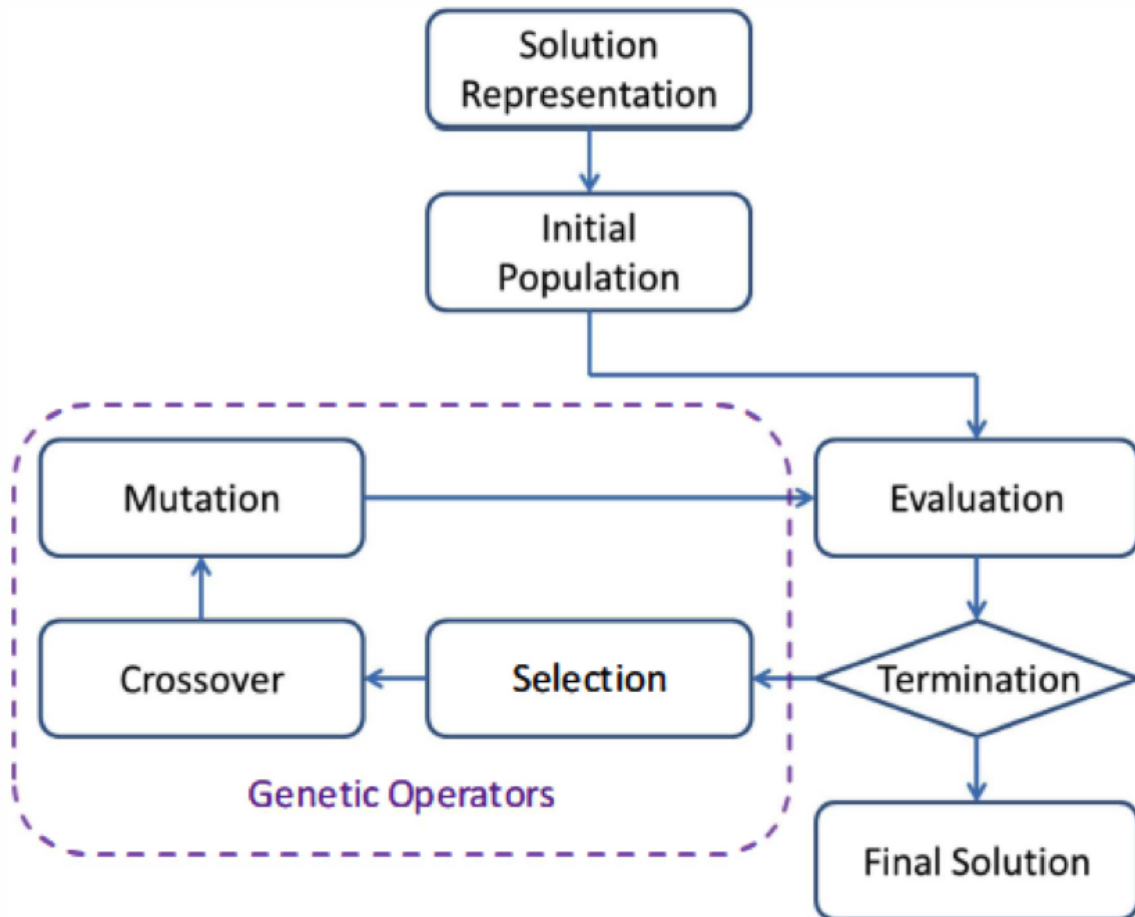 Solution
Representation
Initial
Population
Mutation
Evaluation
Crossover
Selection
Termination
Genetic Operators
Final Solution